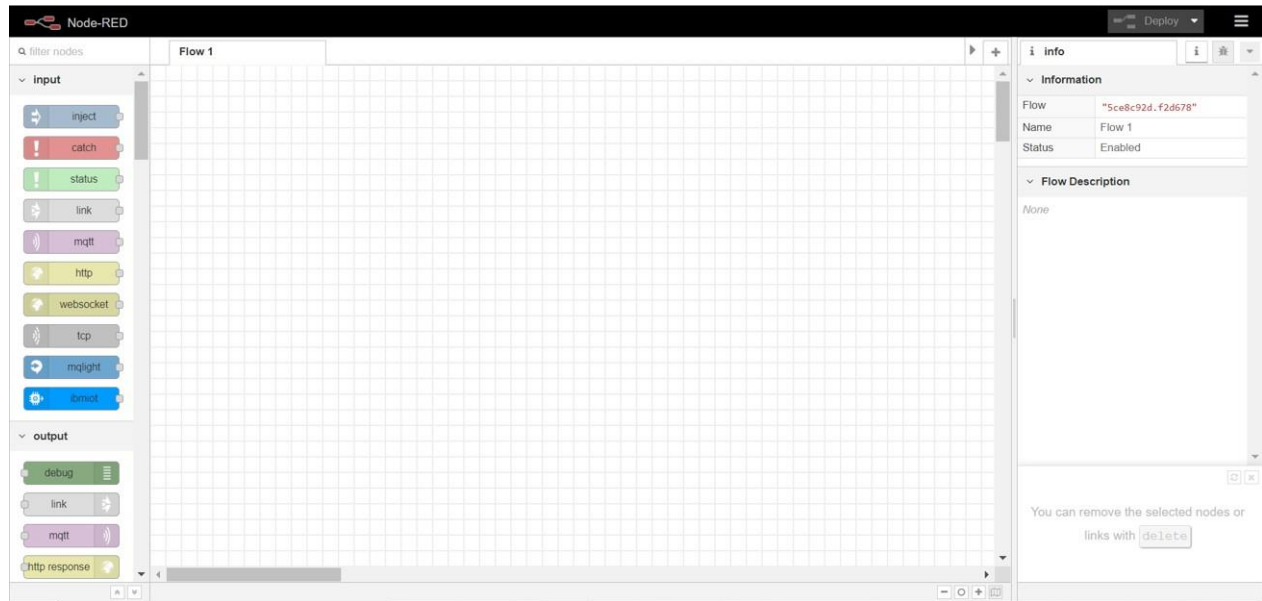 Node-RED
Deploy
filter nodes
Flow 1
i info
i
input
inject
catch
status
link
mqtt
http
websocket
tcp
mqlight
ibmiot
output
debug
link
mqtt
http response
Information
Flow "5ce8c92d.f2d678"
Name Flow 1
Status Enabled
Flow Description
None
You can remove the selected nodes or
links with delete